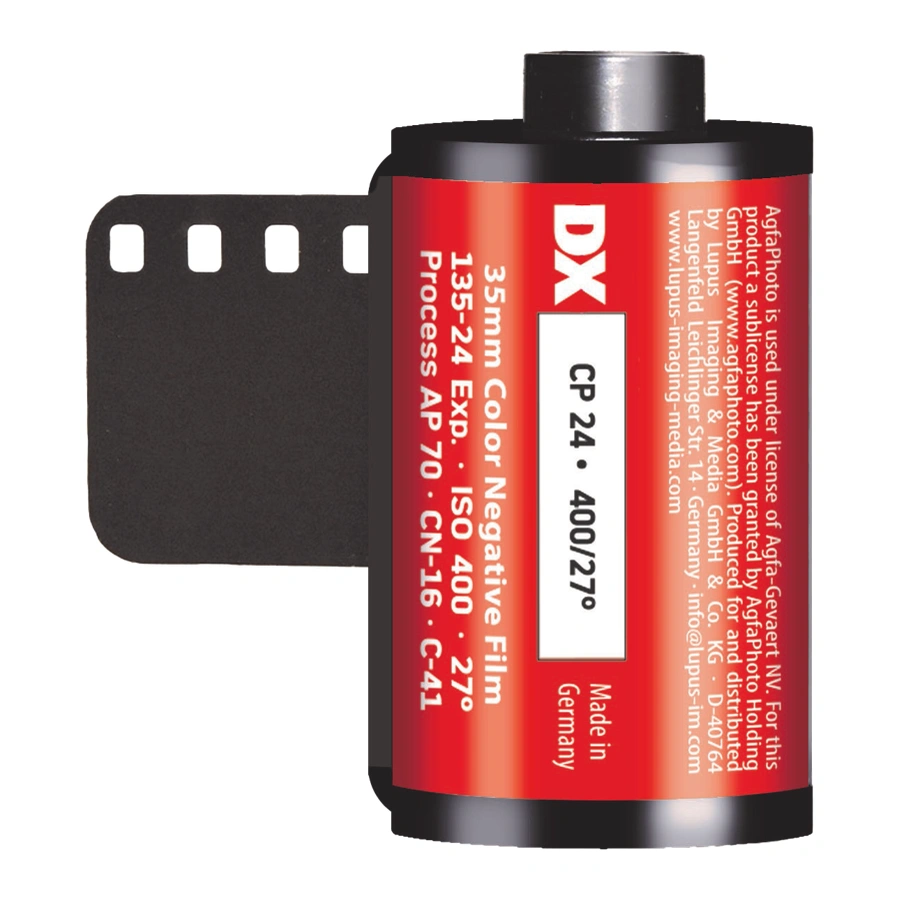 AgfaPhoto is used under license of Agfa-Gevaert NV. For this
product a sublicense has been granted by AgfaPhoto Holding
GmbH (www.agfaphoto.com). Produced for and distributed
by Lupus Imaging & Media GmbH & Co. KG · D-40764
Langenfeld Leichlinger Str. 14 · Germany · info@lupus-im.com
www.lupus-imaging-media.com
DX
CP 24 • 400/27º
Made in
Germany
35mm Color Negative Film
135-24 Exp. · ISO 400 · 27º
Process AP 70 · CN-16 · C-41